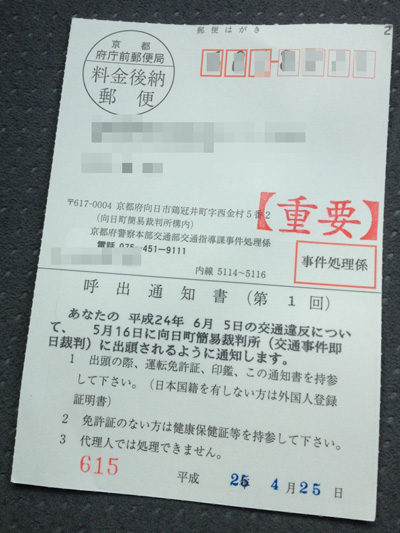 郵便はがき
2
京都
府庁前郵便局
料金後納
郵便
〒617-0004 京都府向日市鶏冠井町字西金村5番2
(向日町簡易裁判所構内)
【重要】
京都府警察本部交通部交通指導課事件処理係
電話 075-451-9111
内線 5114~5116
事件処理係
呼出通知書(第1回)
あなたの 平成24年 6月 5日の交通違反につい
て、 5月16日に向日町簡易裁判所(交通事件即
日裁判)に出頭されるように通知します。
1 出頭の際、運転免許証、印鑑、この通知書を持参
して下さい。(日本国籍を有しない方は外国人登録
証明書)
2 免許証のない方は健康保健証等を持参して下さい。
3 代理人では処理できません。
615
平成 25年 4月25日